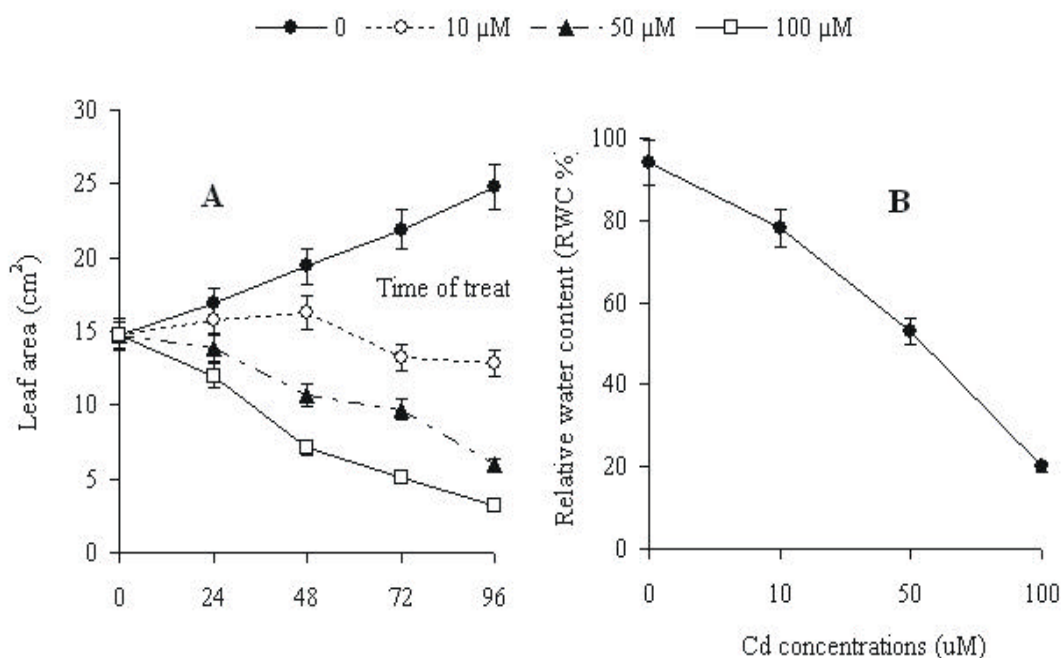 0 10 μM 50 μM 100 μM
30
25
20
15
10
5
0
Leaf area (cm²)
A
Time of treat
0 24 48 72 96
100
80
60
40
20
0
Relative water content (RWC %)
B
0 10 50 100
Cd concentrations (uM)